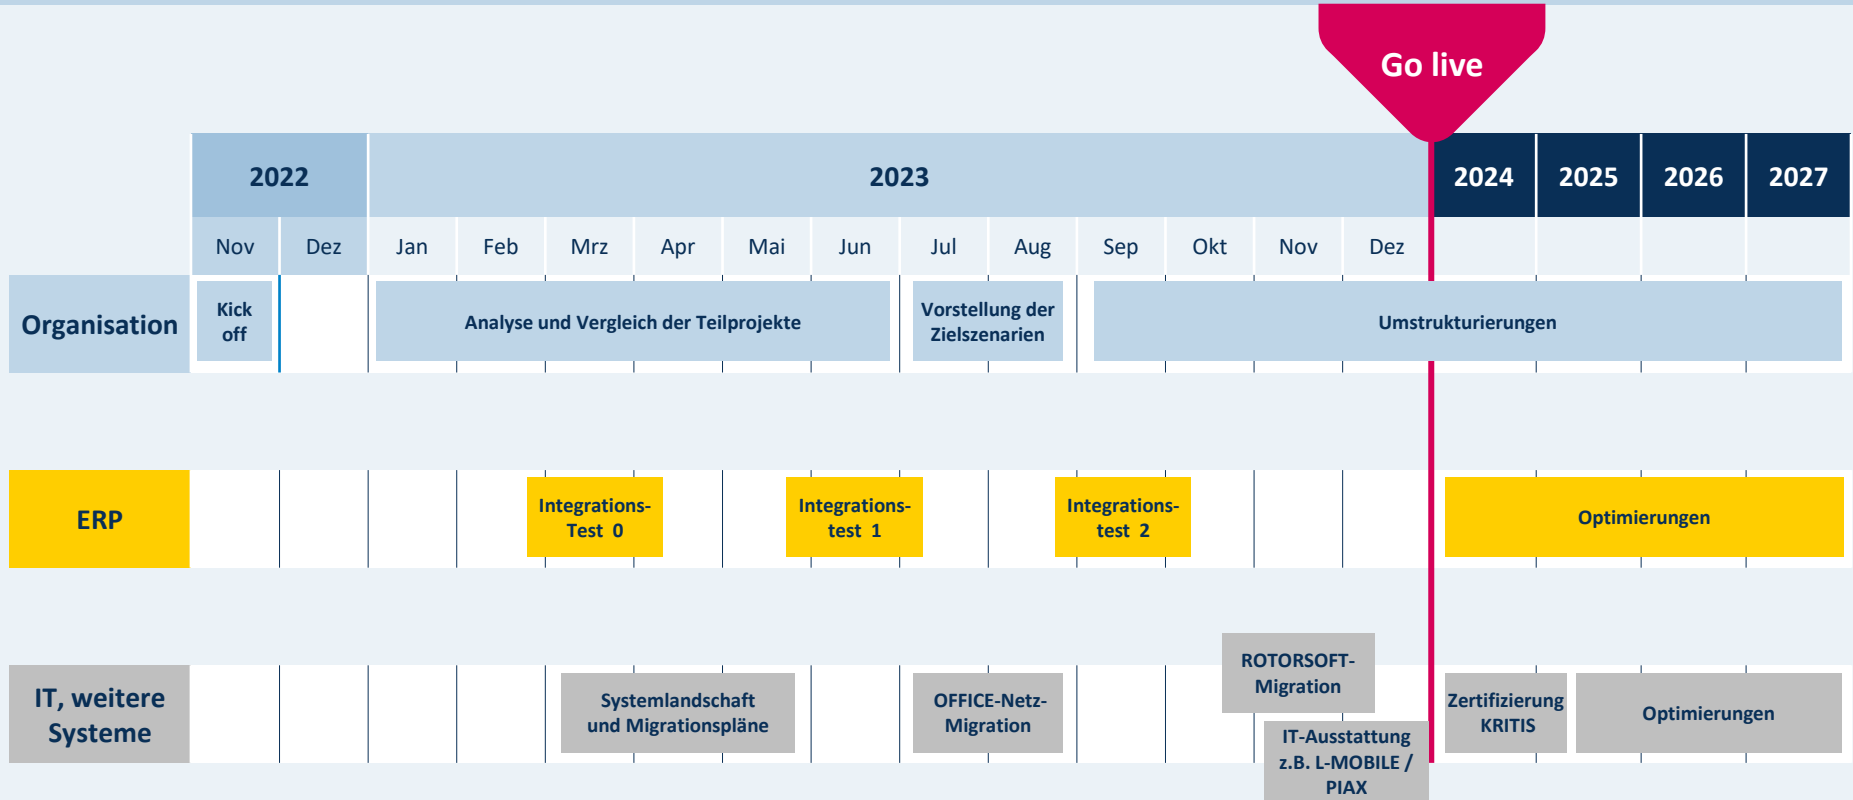 Go live
2022
2023
2024
2025
2026
2027
Nov
Dez
Jan
Feb
Mrz
Apr
Mai
Jun
Jul
Aug
Sep
Okt
Nov
Dez
Organisation
Kick
off
Analyse und Vergleich der Teilprojekte
Vorstellung der
Zielszenarien
Umstrukturierungen
ERP
Integrations-
Test 0
Integrations-
test 1
Integrations-
test 2
Optimierungen
IT, weitere
Systeme
Systemlandschaft
und Migrationspläne
OFFICE-Netz-
Migration
ROTORSOFT-
Migration
IT-Ausstattung
z.B. L-MOBILE /
PIAX
Zertifizierung
KRITIS
Optimierungen